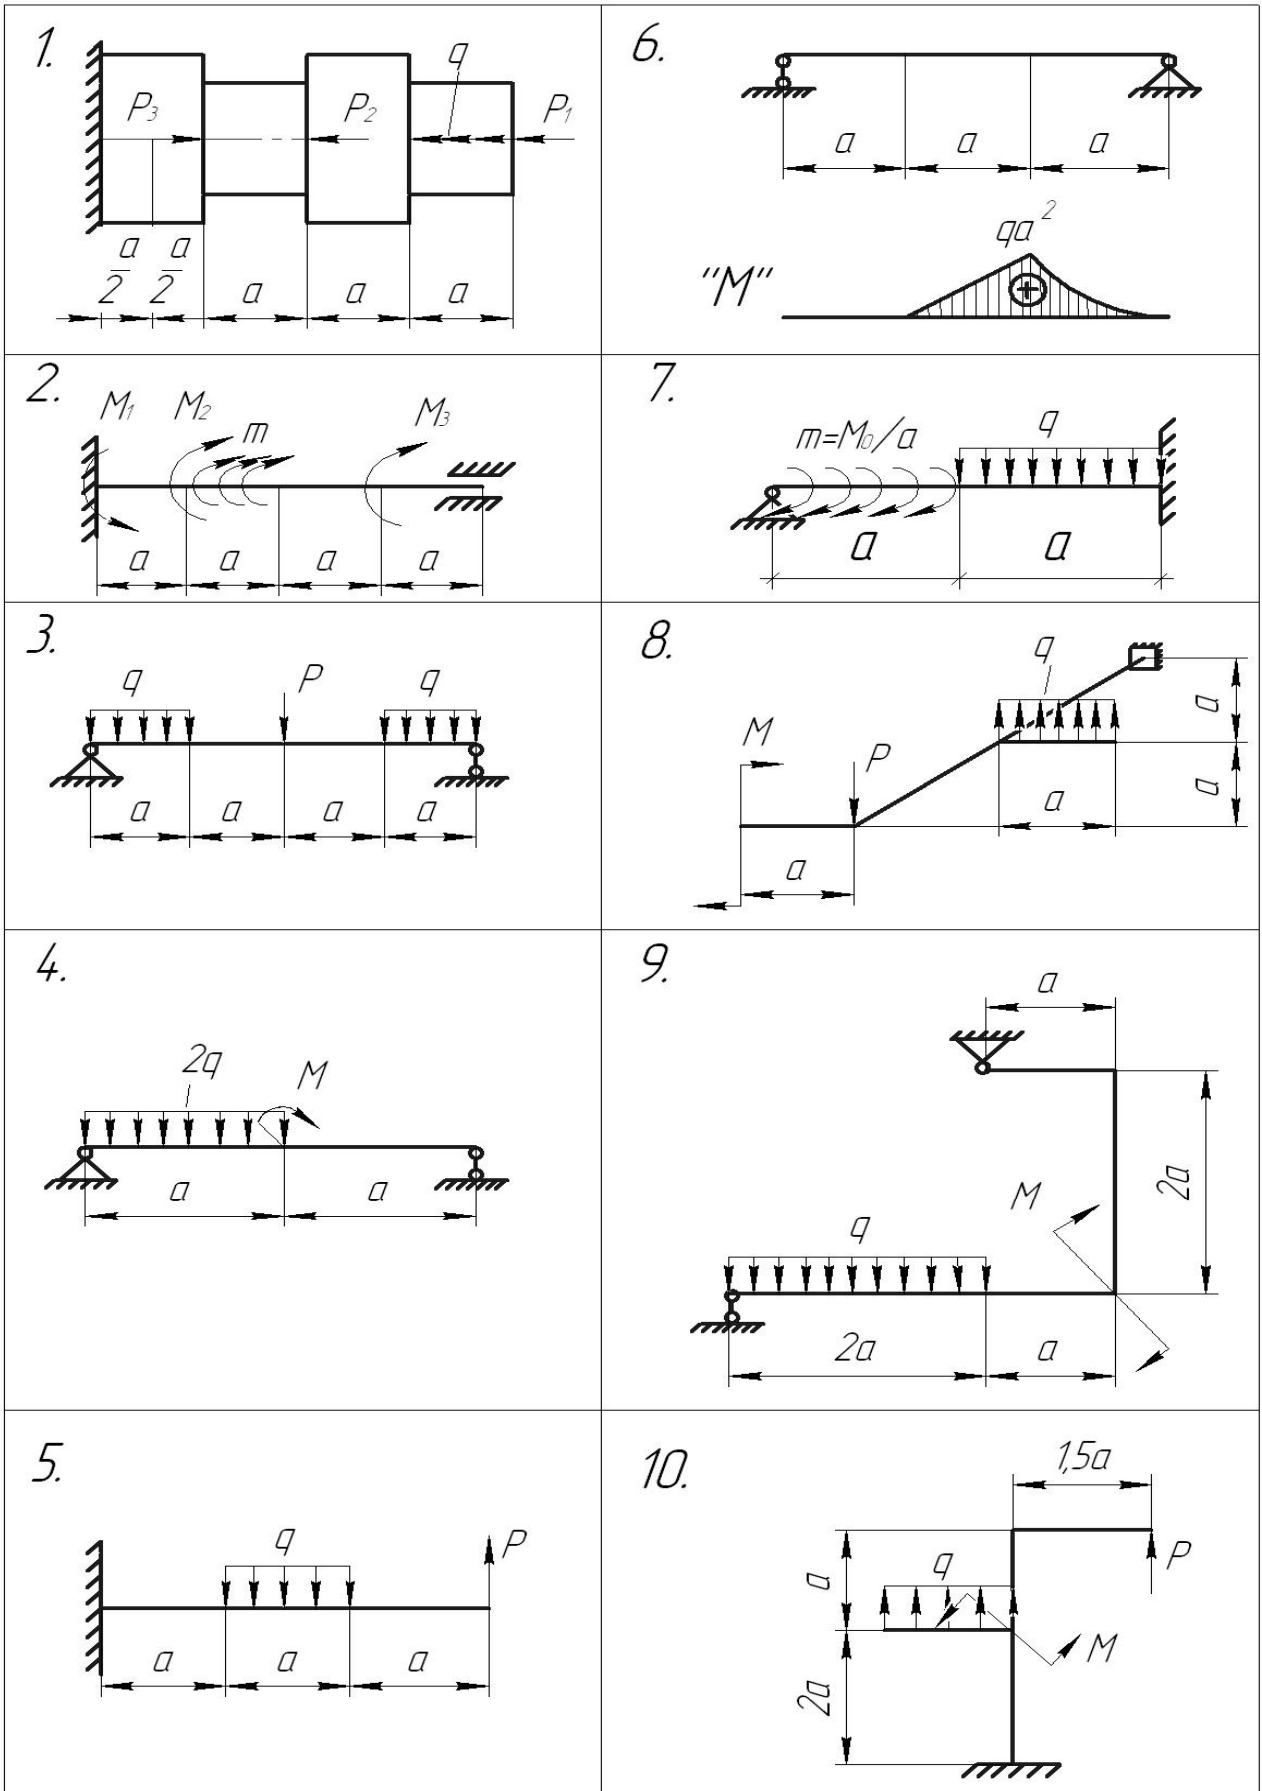 1.
q
P₃
P₂
P₁
a/2 a/2 a a a
2.
M₁ M₂ m M₃
a a a a
3.
q P q
a a a a
4.
2q M
a a
5.
q P
a a a
6.
a a a
qa²
"M"
+
7.
m=M₀/a q
a a
8.
q
M P
a
a
a
a
9.
a
2a
M
q
2a a
10.
1,5a
P
q
a
M
2a